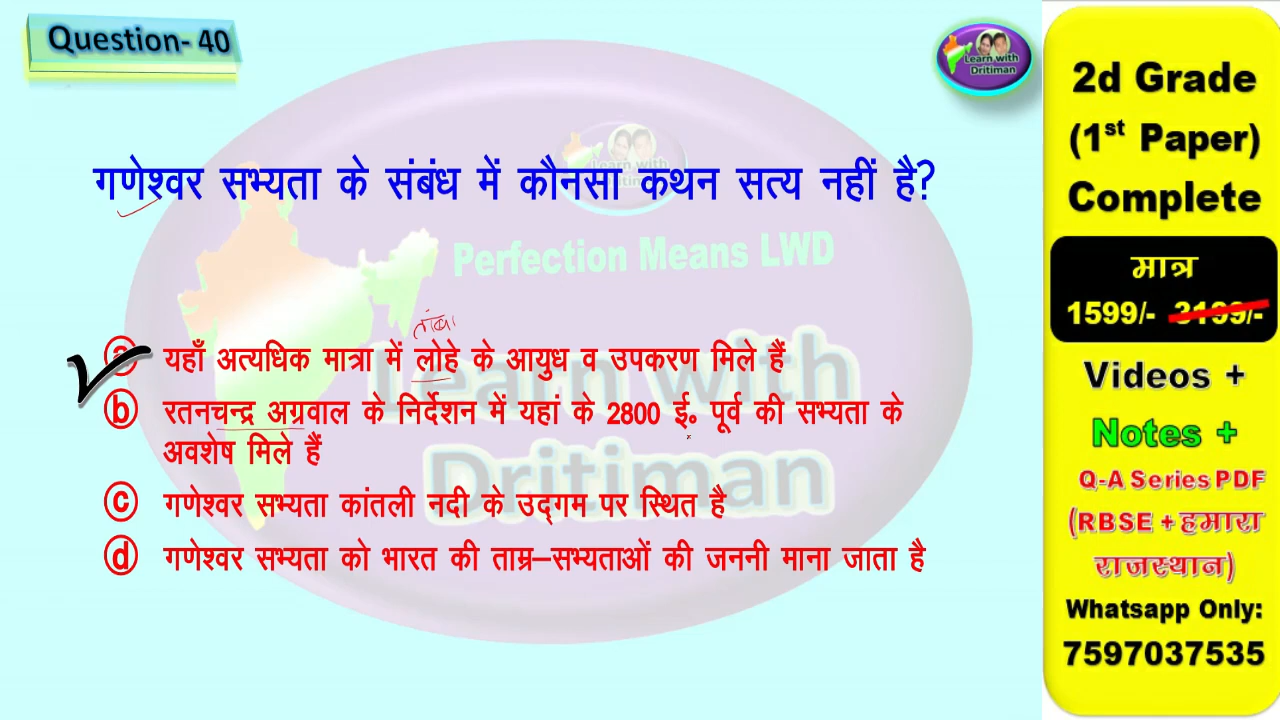 Question- 40
Learn with
Dritiman
गणेश्वर सभ्यता के संबंध में कौनसा कथन सत्य नहीं है?
Learn with
Perfection Means LWD
तांबा
ⓐ यहाँ अत्यधिक मात्रा में लोहे के आयुध व उपकरण मिले हैं
ⓑ रतनचन्द्र अग्रवाल के निर्देशन में यहां के 2800 ई॰ पूर्व की सभ्यता के
अवशेष मिले हैं
ⓒ गणेश्वर सभ्यता कांतली नदी के उद्गम पर स्थित है
ⓓ गणेश्वर सभ्यता को भारत की ताम्र–सभ्यताओं की जननी माना जाता है
Learn with
Dritiman
2d Grade
(1st Paper)
Complete
मात्र
1599/- 3199/-
Videos +
Notes +
Q-A Series PDF
(RBSE + हमारा
राजस्थान)
Whatsapp Only:
7597037535